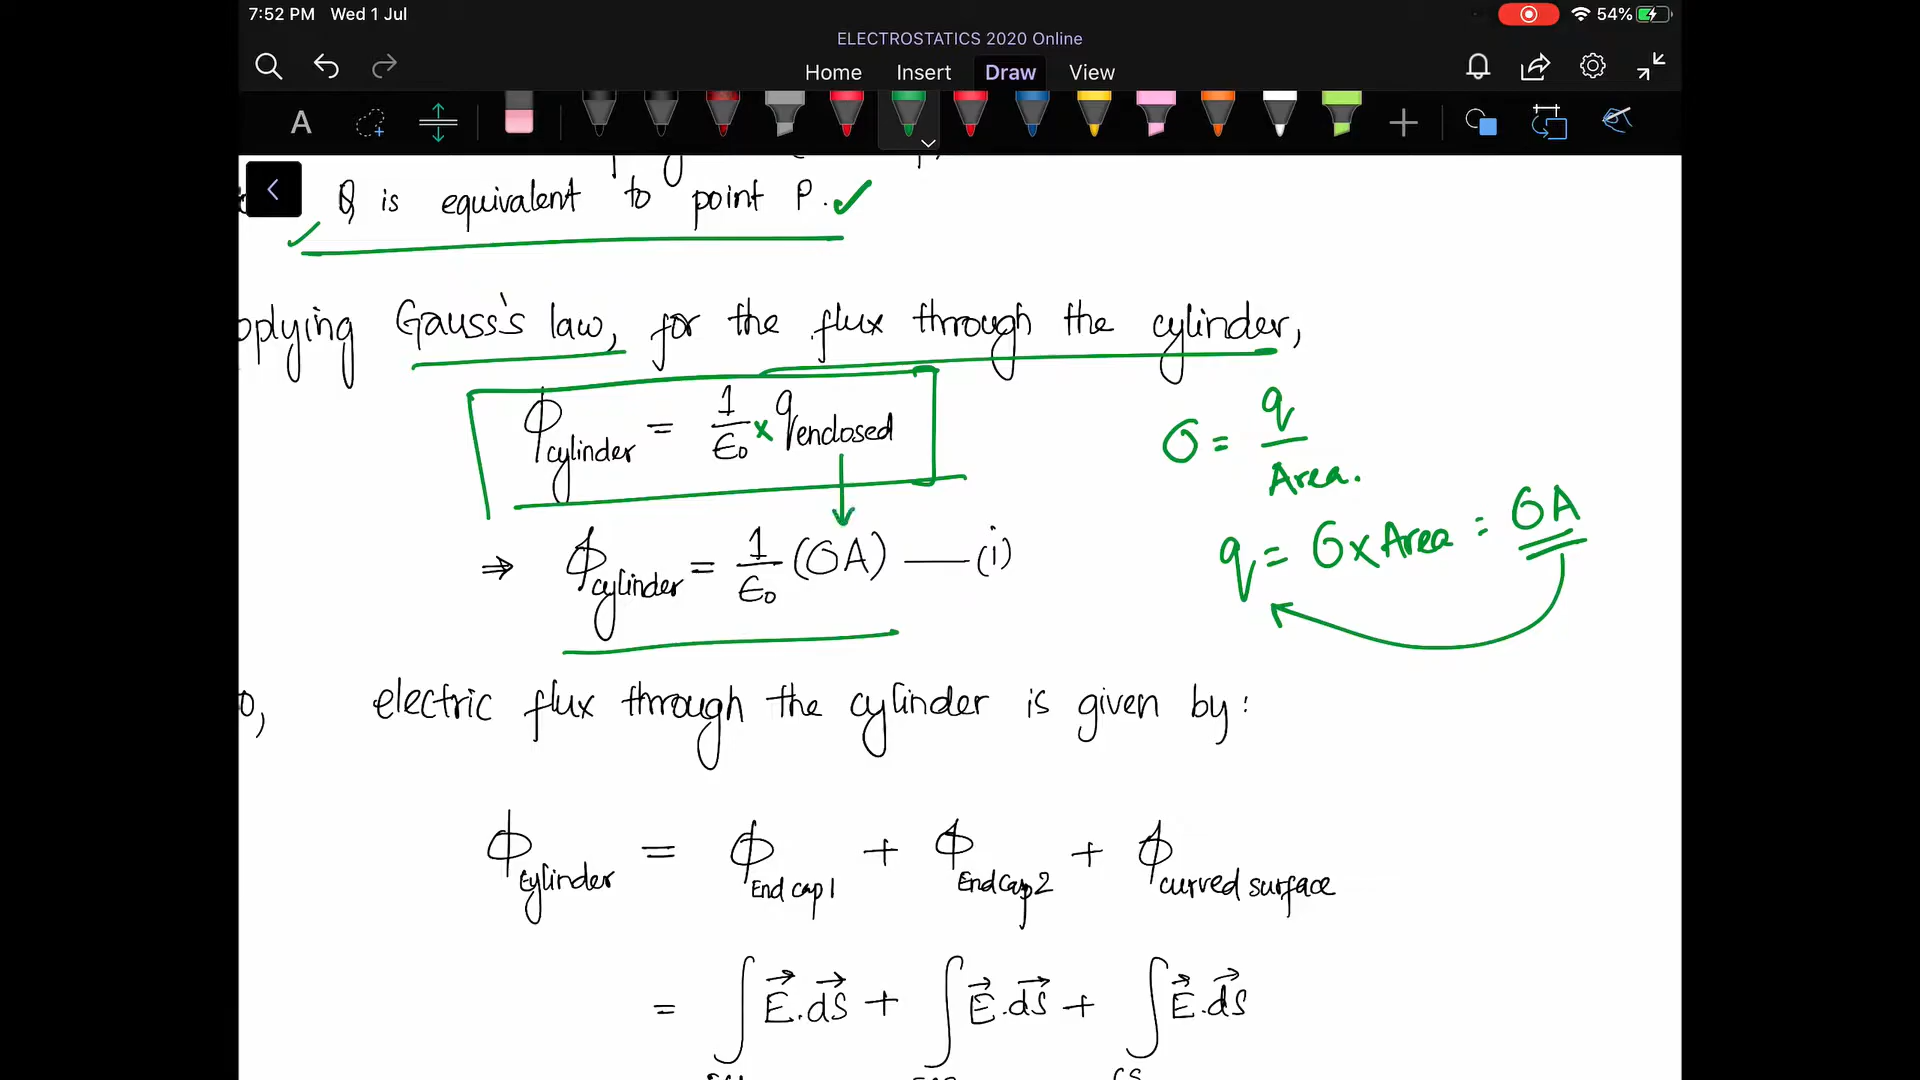 7:52 PM Wed 1 Jul
54%
ELECTROSTATICS 2020 Online
Home Insert Draw View
A
Q is equivalent to point P. ✓
pplying Gauss's law, for the flux through the cylinder,
ϕcylinder = 1/ϵ₀ × qenclosed
σ = q/Area.
⇒ ϕcylinder = 1/ϵ₀ (σA) — (i)
q = σ × Area = σA
o, electric flux through the cylinder is given by:
ϕcylinder = ϕEnd cap 1 + ϕEnd cap 2 + ϕcurved surface
= ∫E⃗.dS⃗ + ∫E⃗.dS⃗ + ∫E⃗.dS⃗
CS